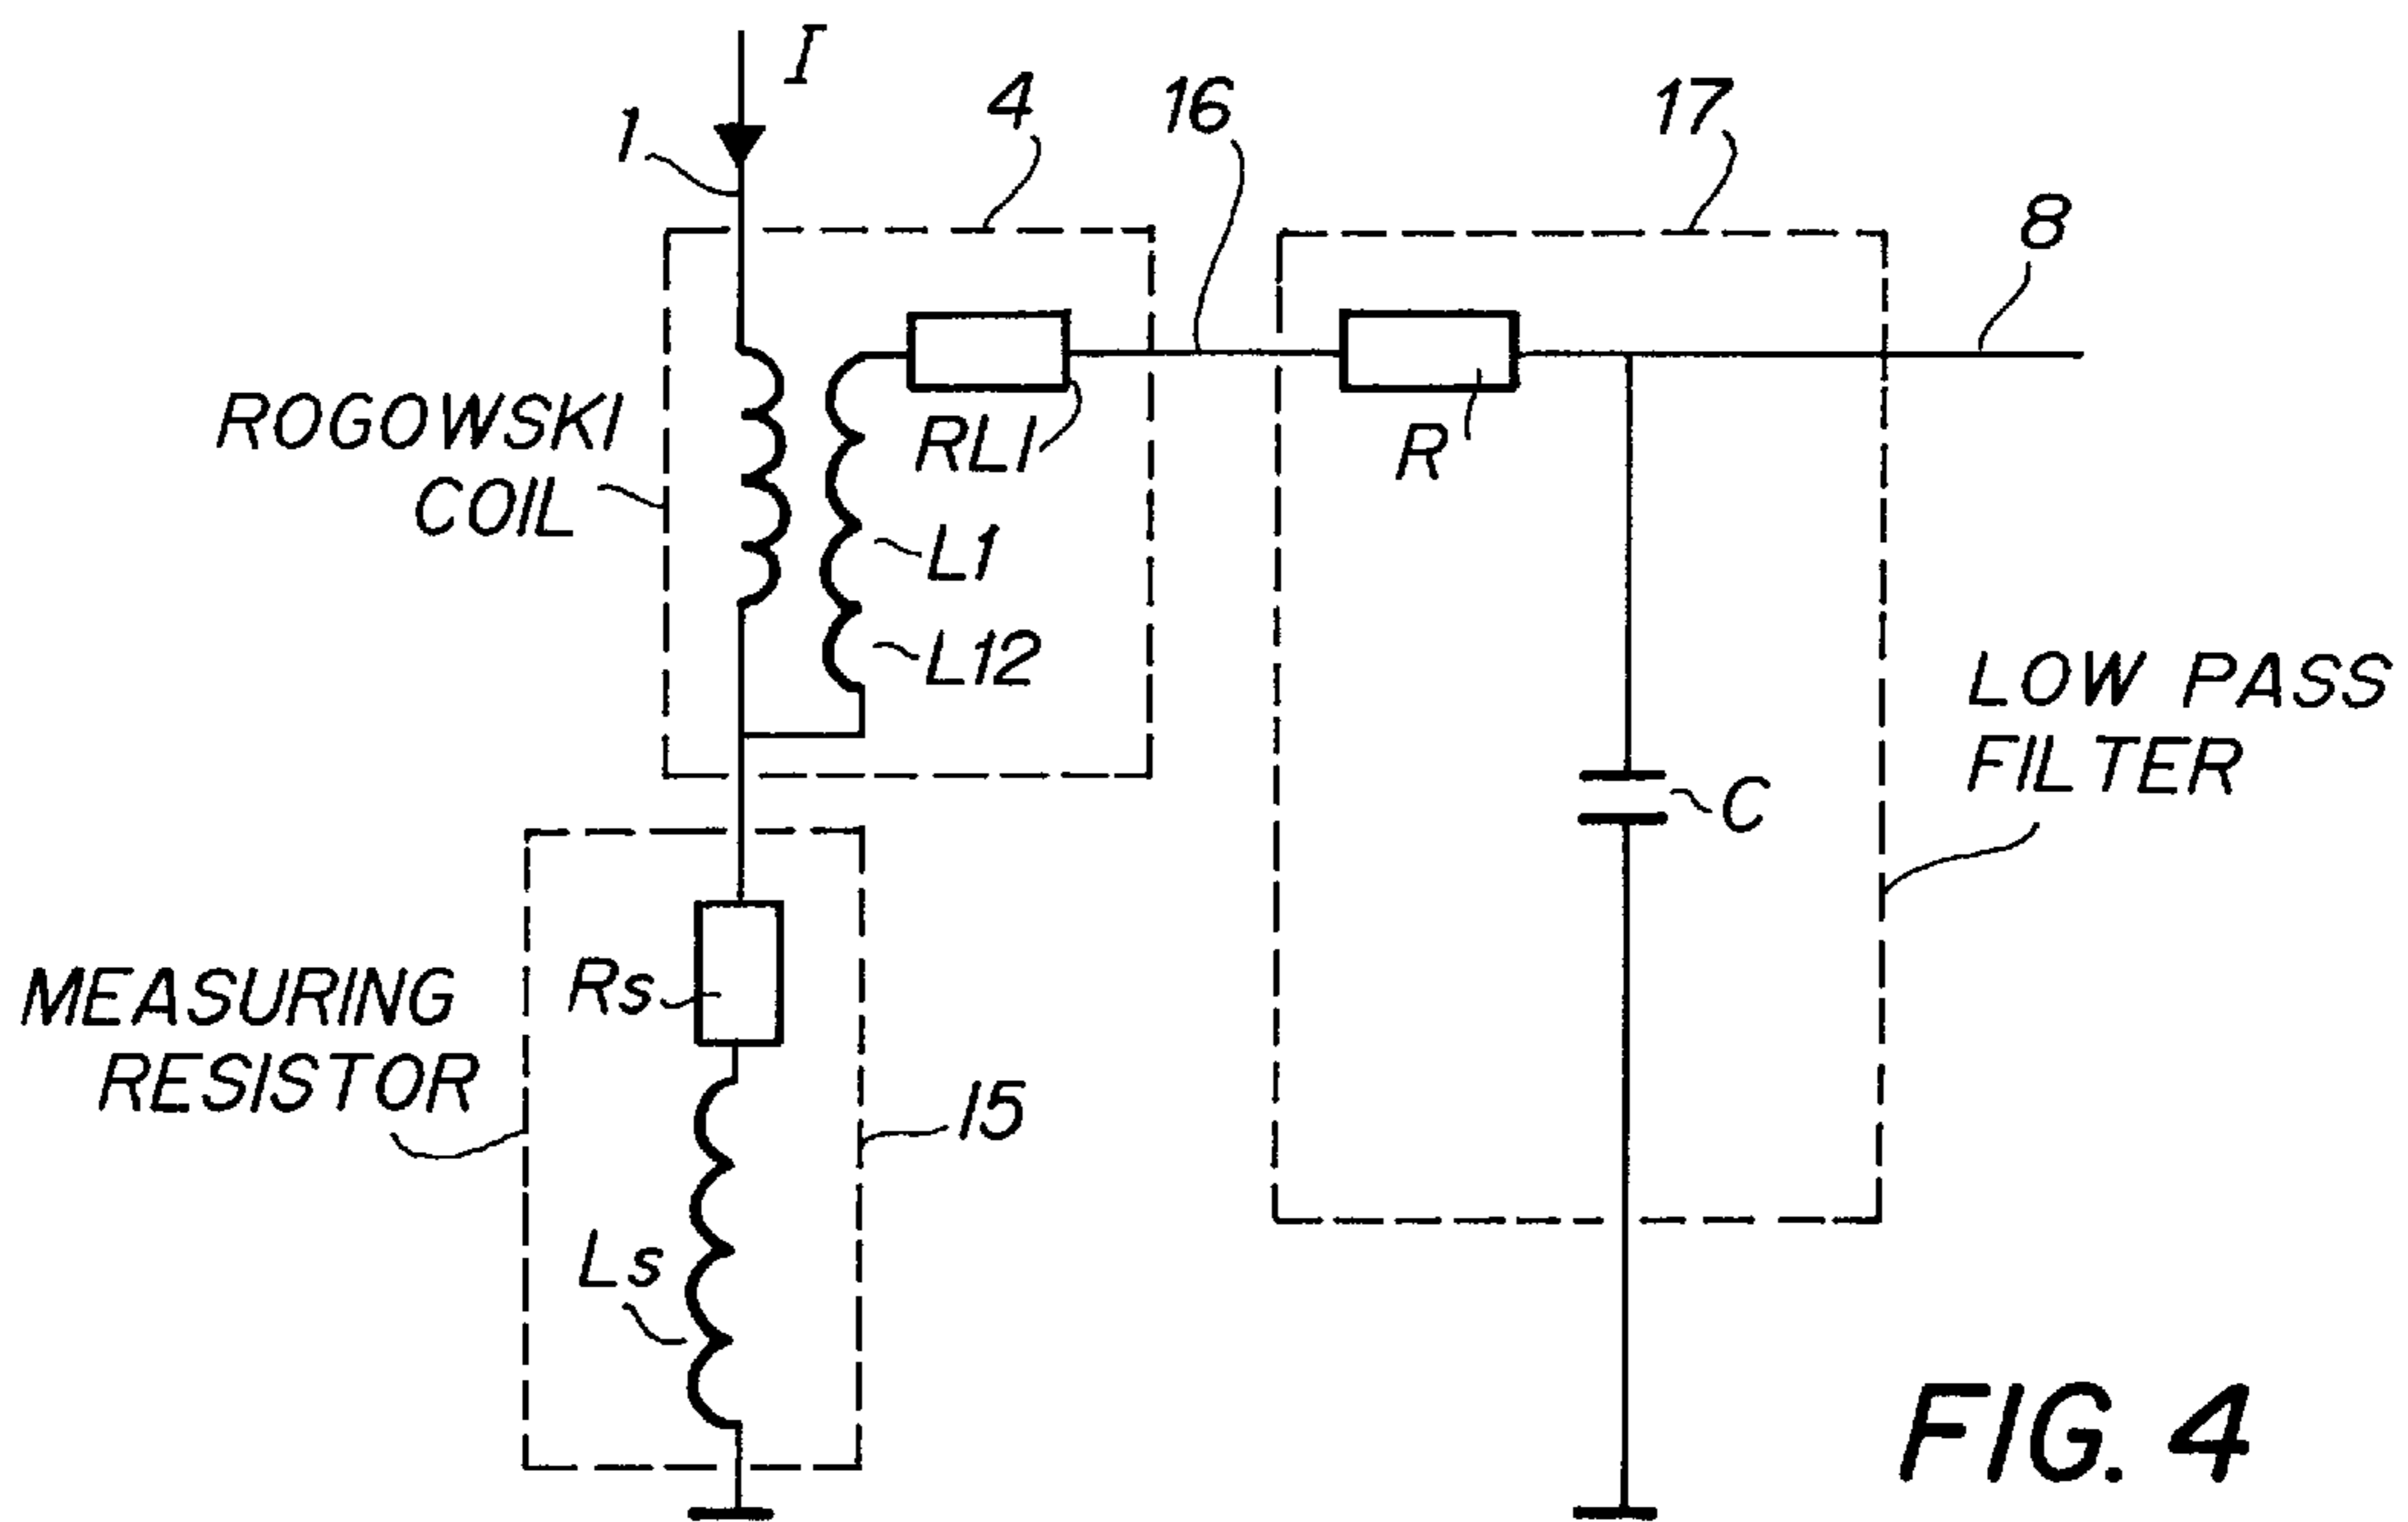 I
1
4
16
17
8
ROGOWSKI
COIL
RL1
R
L1
L12
LOW PASS
FILTER
C
MEASURING
RESISTOR
Rs
15
Ls
FIG. 4